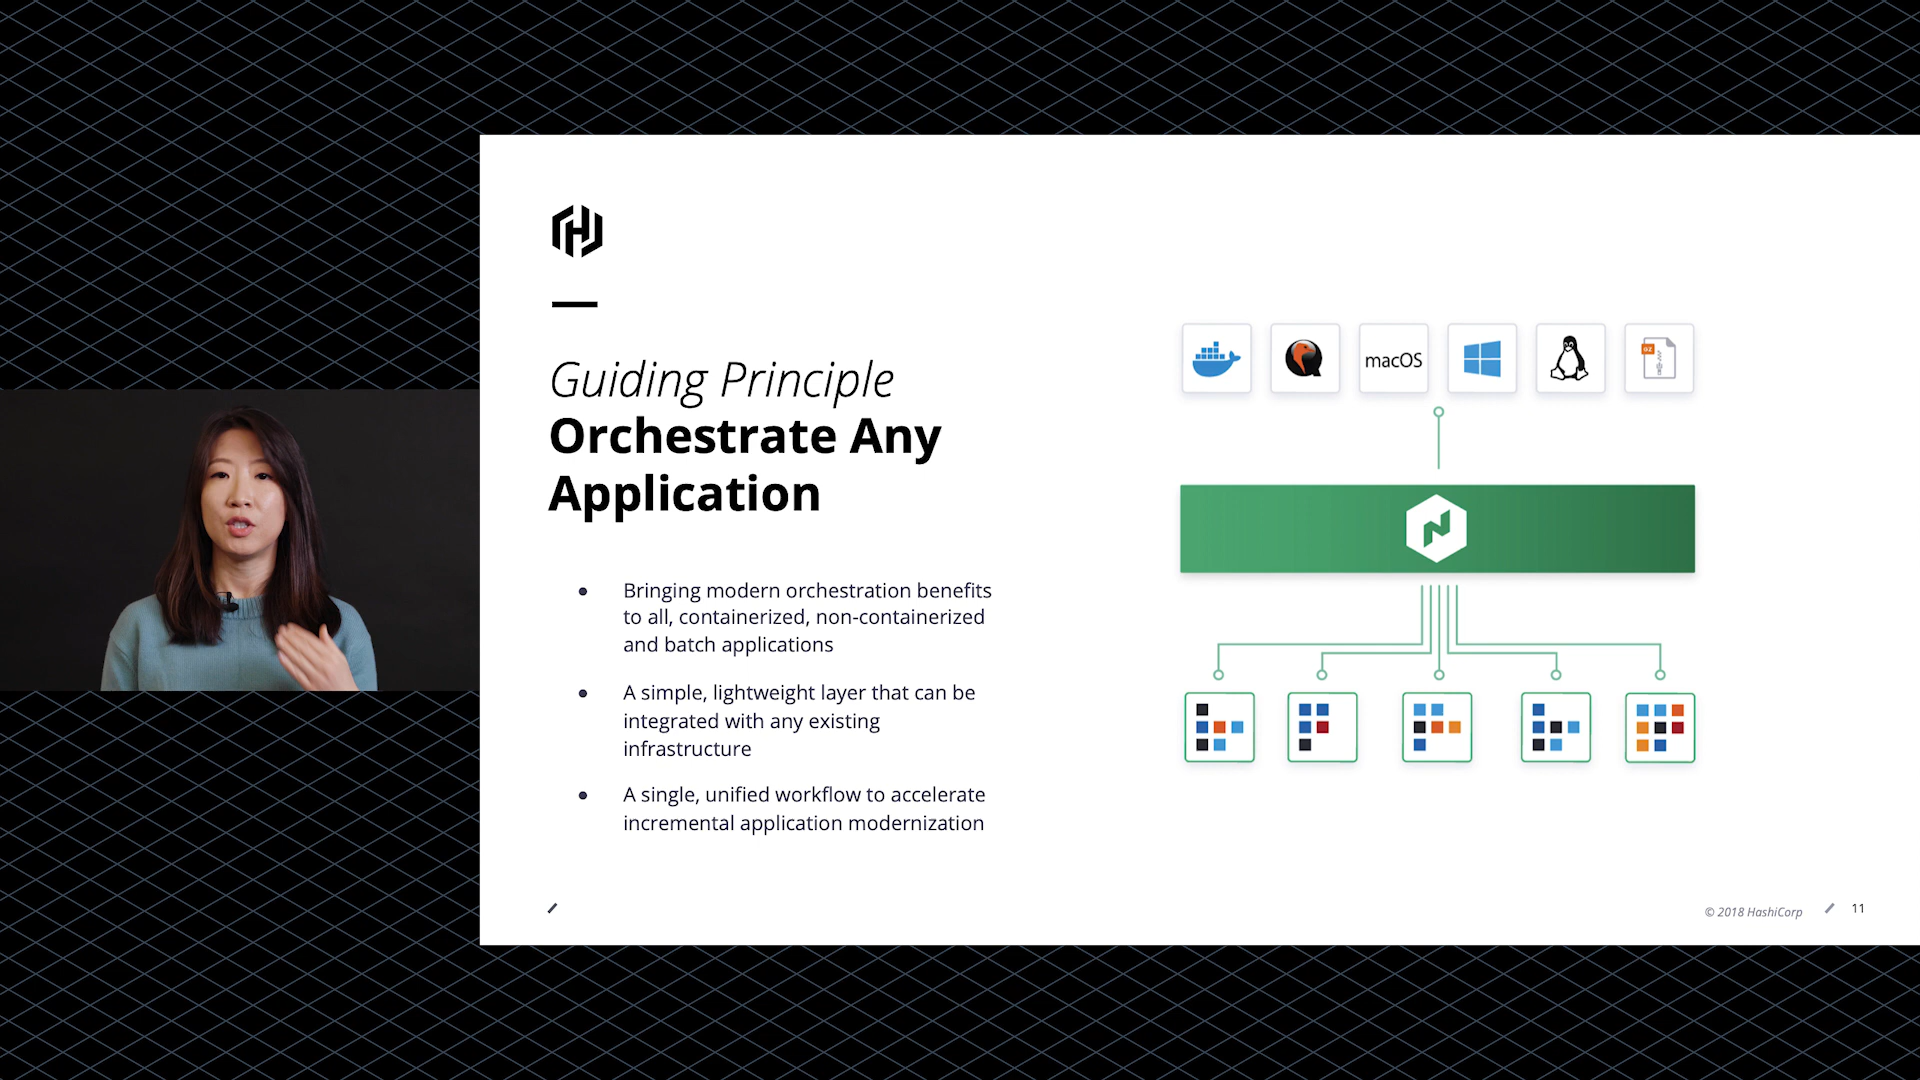 Guiding Principle
Orchestrate Any
Application
● Bringing modern orchestration benefits
to all, containerized, non-containerized
and batch applications
● A simple, lightweight layer that can be
integrated with any existing
infrastructure
● A single, unified workflow to accelerate
incremental application modernization
macOS
© 2018 HashiCorp
11